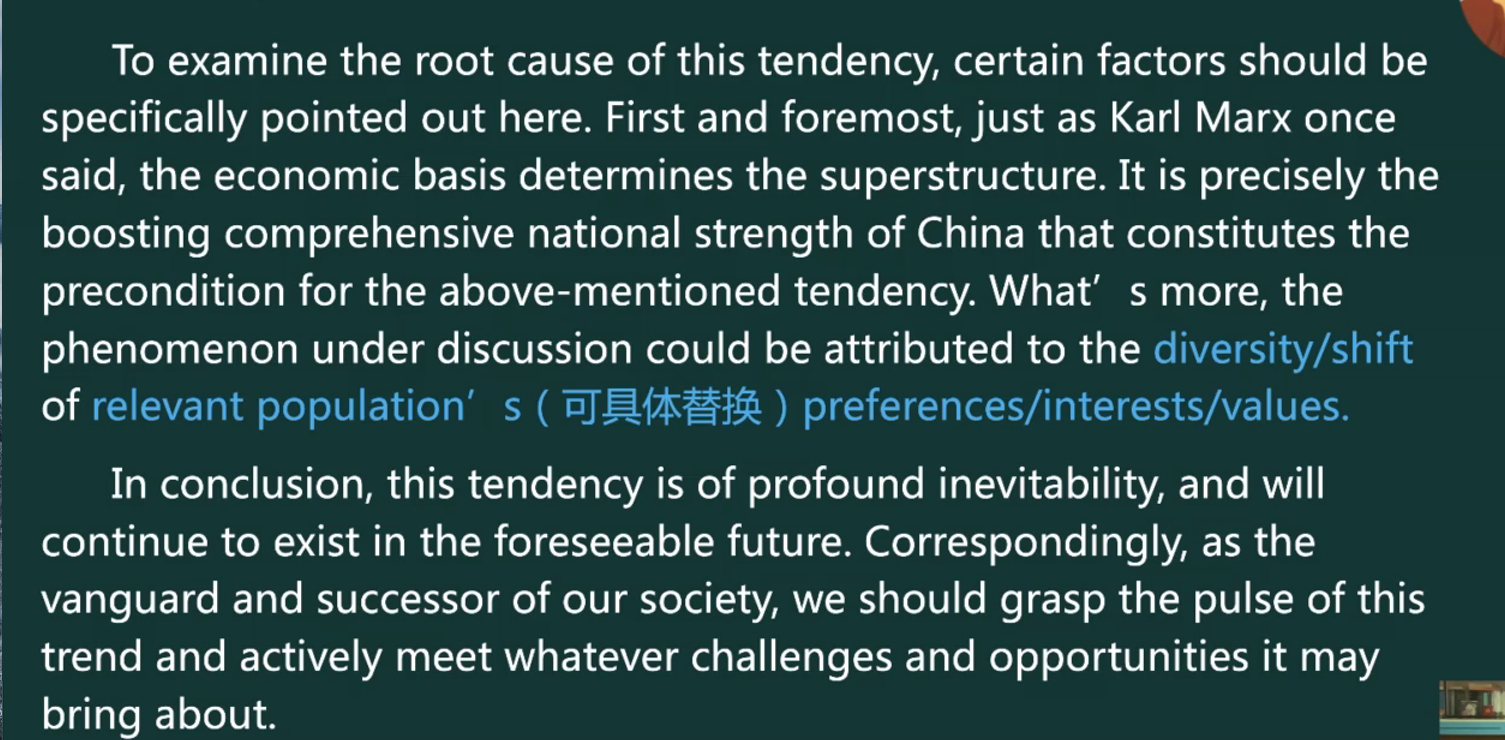 To examine the root cause of this tendency, certain factors should be
specifically pointed out here. First and foremost, just as Karl Marx once
said, the economic basis determines the superstructure. It is precisely the
boosting comprehensive national strength of China that constitutes the
precondition for the above-mentioned tendency. What’ s more, the
phenomenon under discussion could be attributed to the diversity/shift
of relevant population’ s（可具体替换）preferences/interests/values.
In conclusion, this tendency is of profound inevitability, and will
continue to exist in the foreseeable future. Correspondingly, as the
vanguard and successor of our society, we should grasp the pulse of this
trend and actively meet whatever challenges and opportunities it may
bring about.